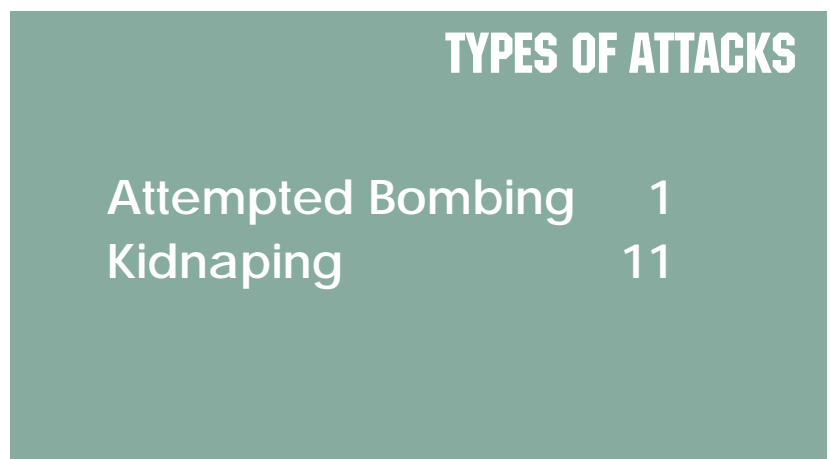 TYPES OF ATTACKS
Attempted Bombing 1
Kidnaping 11